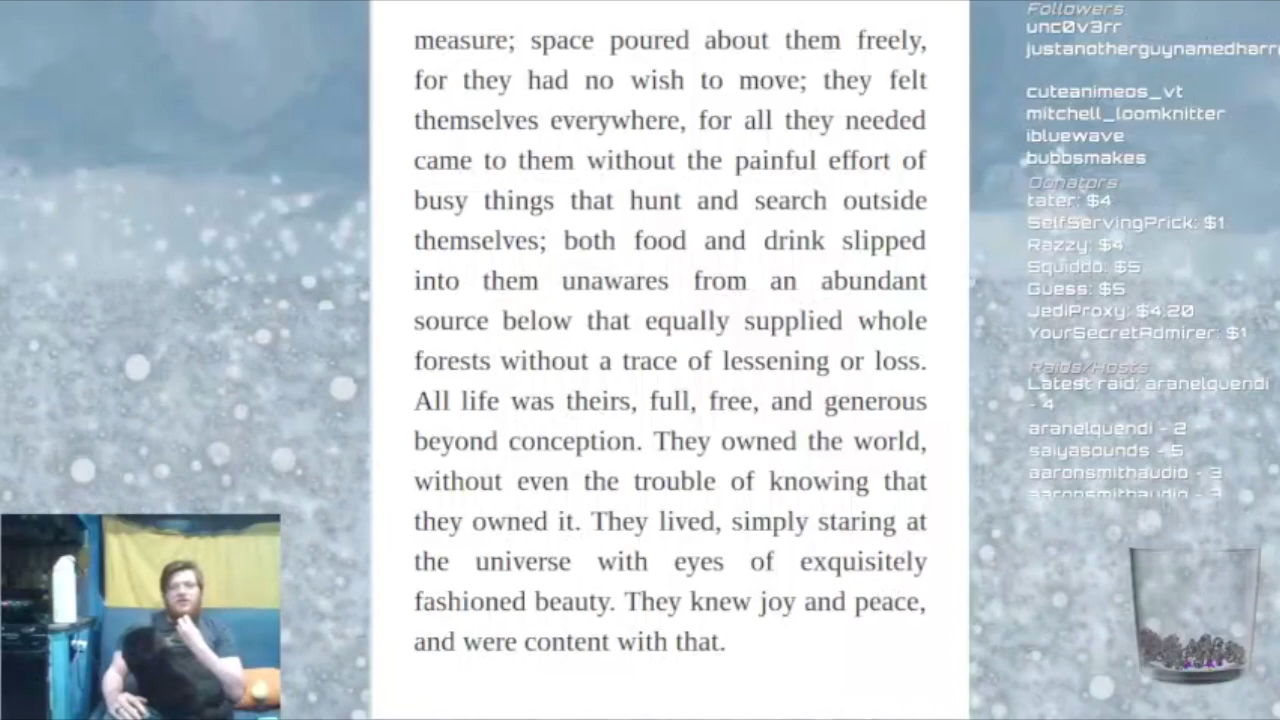 measure; space poured about them freely,
for they had no wish to move; they felt
themselves everywhere, for all they needed
came to them without the painful effort of
busy things that hunt and search outside
themselves; both food and drink slipped
into them unawares from an abundant
source below that equally supplied whole
forests without a trace of lessening or loss.
All life was theirs, full, free, and generous
beyond conception. They owned the world,
without even the trouble of knowing that
they owned it. They lived, simply staring at
the universe with eyes of exquisitely
fashioned beauty. They knew joy and peace,
and were content with that.
Followers
unc0v3rr
cuteanimeos_vt
mitchell_loomknitter
ibluewave
bubbsmakes
Donators
tater: $4
SelfServingPrick: $1
Razzy: $4
Squiddo: $5
Guess: $5
JediProxy: $4.20
YourSecretAdmirer: $1
Raids/Hosts
Latest raid: aranelquendi
- 4
aranelquendi - 2
saiyasounds - 5
aaronsmithaudio - 3
aaronsmithaudio - 3